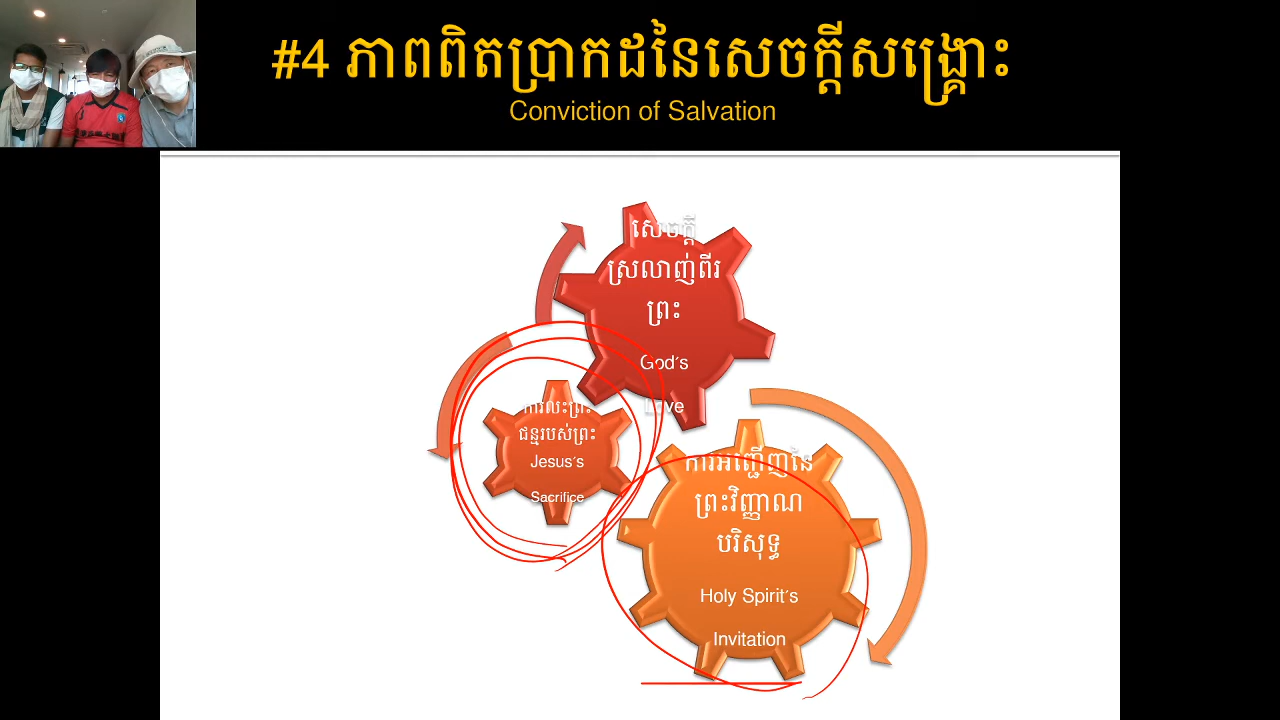 #4 ភាពពិតប្រាកដនៃសេចក្តីសង្គ្រោះ
Conviction of Salvation
សេចក្តី
ស្រលាញ់ពីរ
ព្រះ
God's
Love
ការលះព្រះ
ជន្មរបស់ព្រះ
Jesus's
Sacrifice
ការអញ្ជើញនៃ
ព្រះវិញ្ញាណ
បរិសុទ្ធ
Holy Spirit's
Invitation